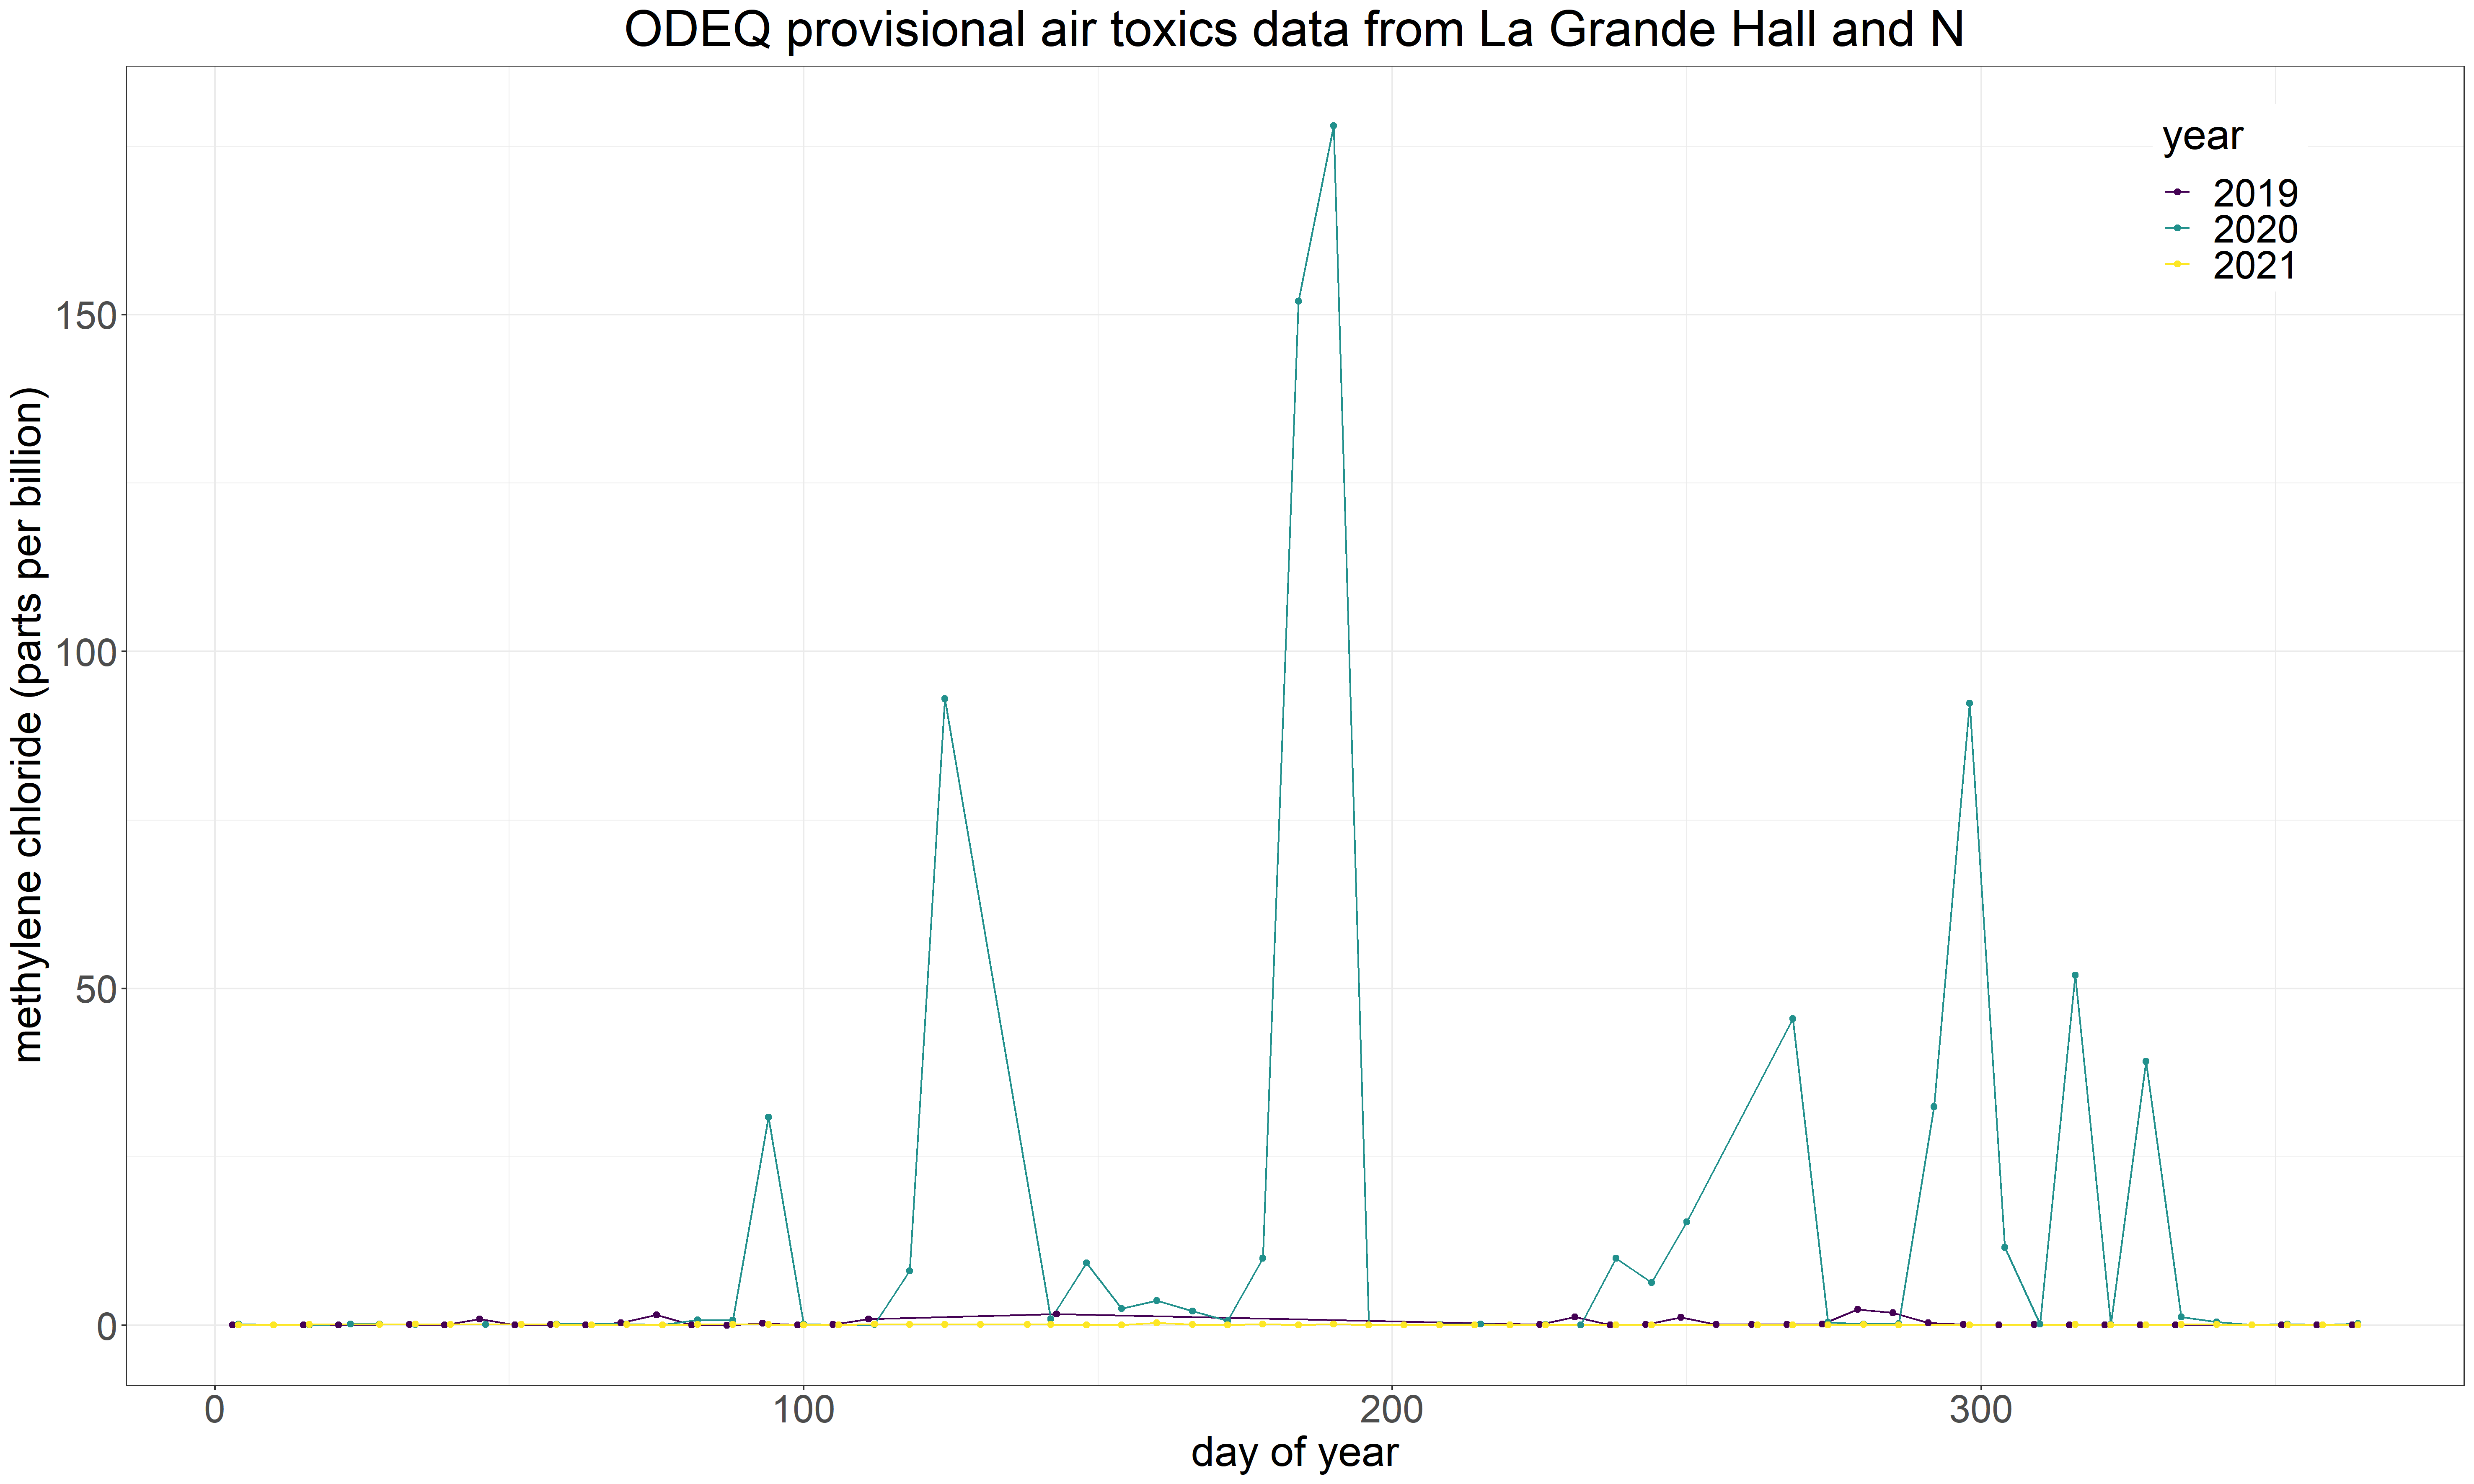 ODEQ provisional air toxics data from La Grande Hall and N
year
2019
2020
2021
methylene chloride (parts per billion)
150
100
50
0
0 100 200 300
day of year